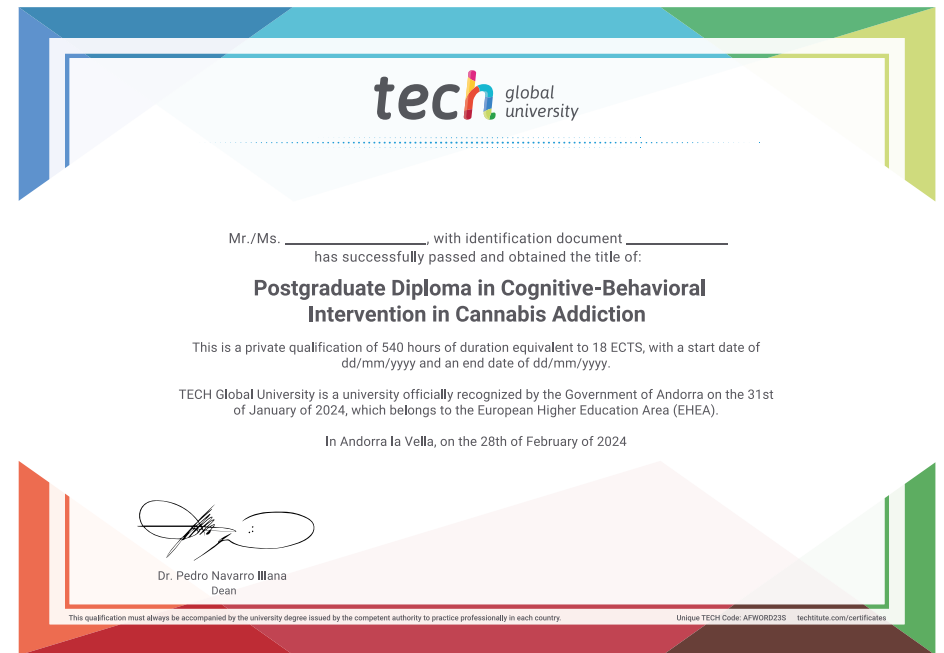 tech global
university
Mr./Ms. ____________, with identification document ____________
has successfully passed and obtained the title of:
Postgraduate Diploma in Cognitive-Behavioral
Intervention in Cannabis Addiction
This is a private qualification of 540 hours of duration equivalent to 18 ECTS, with a start date of
dd/mm/yyyy and an end date of dd/mm/yyyy.
TECH Global University is a university officially recognized by the Government of Andorra on the 31st
of January of 2024, which belongs to the European Higher Education Area (EHEA).
In Andorra la Vella, on the 28th of February of 2024
Dr. Pedro Navarro Illana
Dean
This qualification must always be accompanied by the university degree issued by the competent authority to practice professionally in each country.
Unique TECH Code: AFWORD23S techtitute.com/certificates